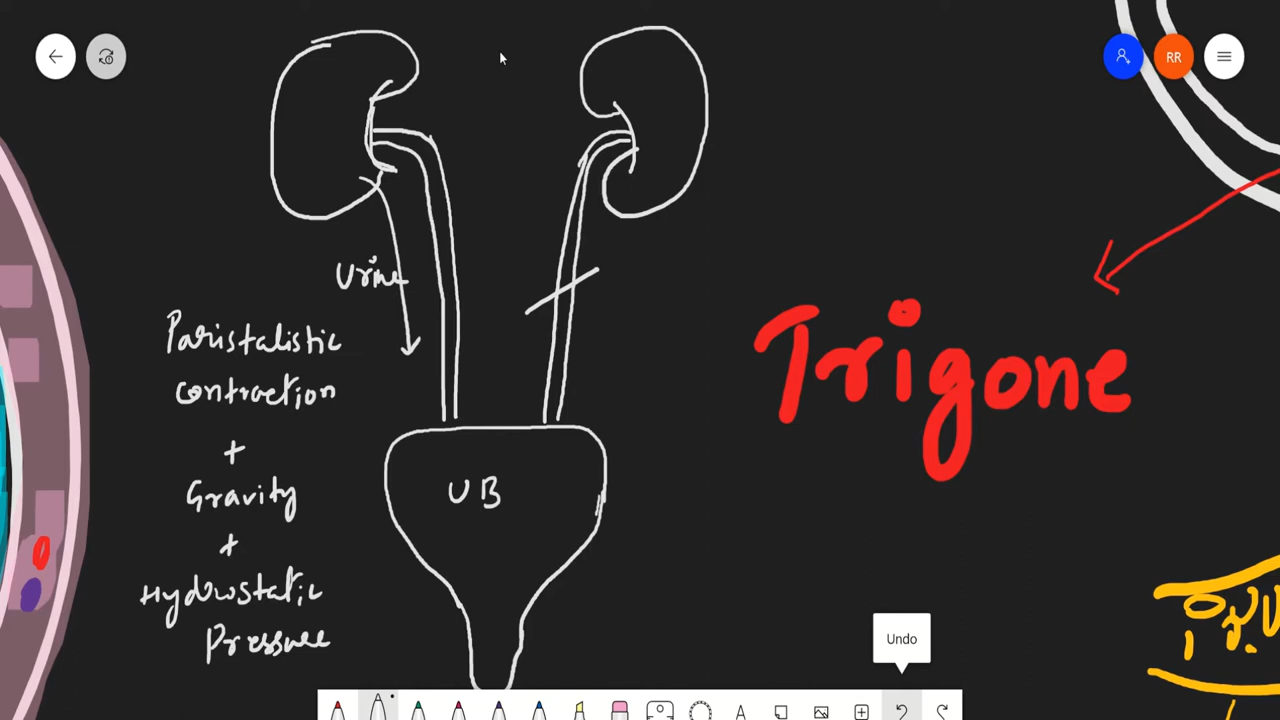 RR
Urine
Paristalistic
contraction
+
Gravity
+
Hydrostatic
Pressure
UB
Trigone
Undo